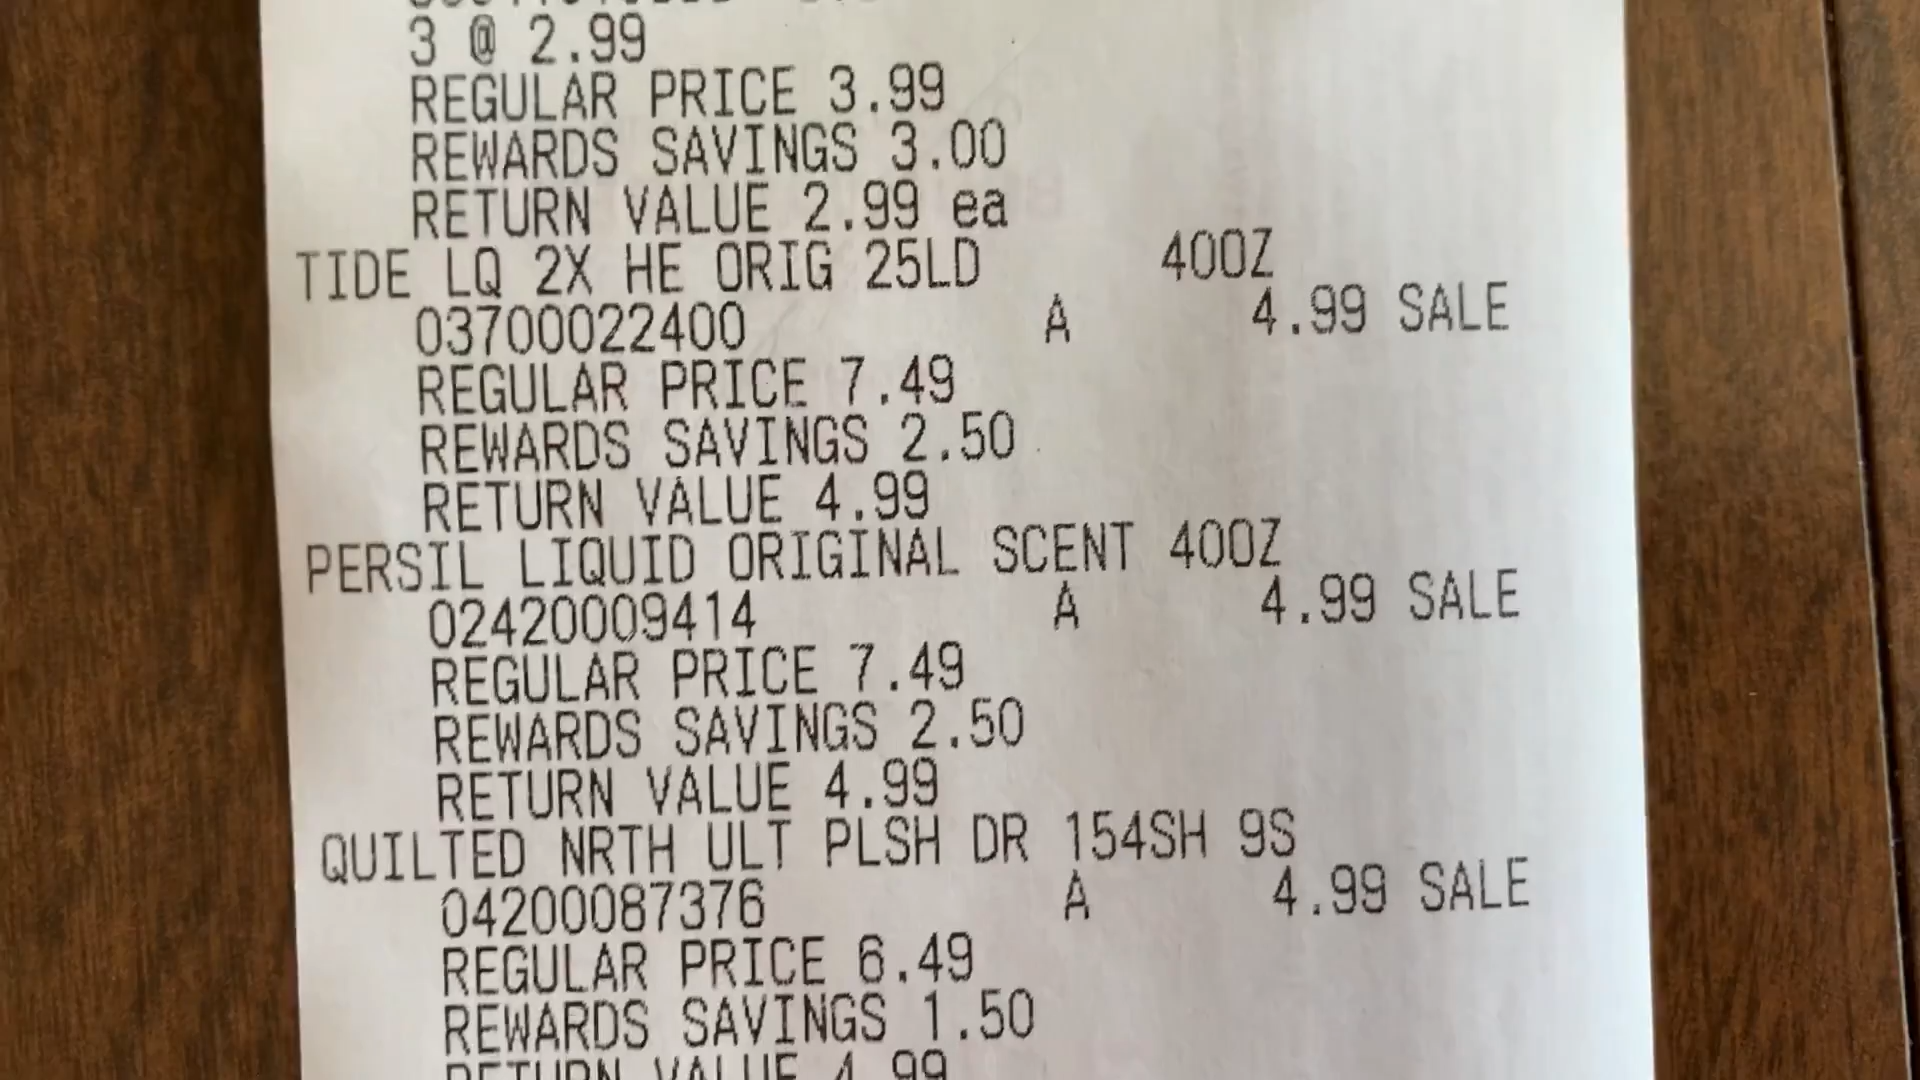 3 @ 2.99
REGULAR PRICE 3.99
REWARDS SAVINGS 3.00
RETURN VALUE 2.99 ea
TIDE LQ 2X HE ORIG 25LD 40OZ
03700022400 A 4.99 SALE
REGULAR PRICE 7.49
REWARDS SAVINGS 2.50
RETURN VALUE 4.99
PERSIL LIQUID ORIGINAL SCENT 40OZ
02420009414 A 4.99 SALE
REGULAR PRICE 7.49
REWARDS SAVINGS 2.50
RETURN VALUE 4.99
QUILTED NRTH ULT PLSH DR 154SH 9S
04200087376 A 4.99 SALE
REGULAR PRICE 6.49
REWARDS SAVINGS 1.50
RETURN VALUE 4.99